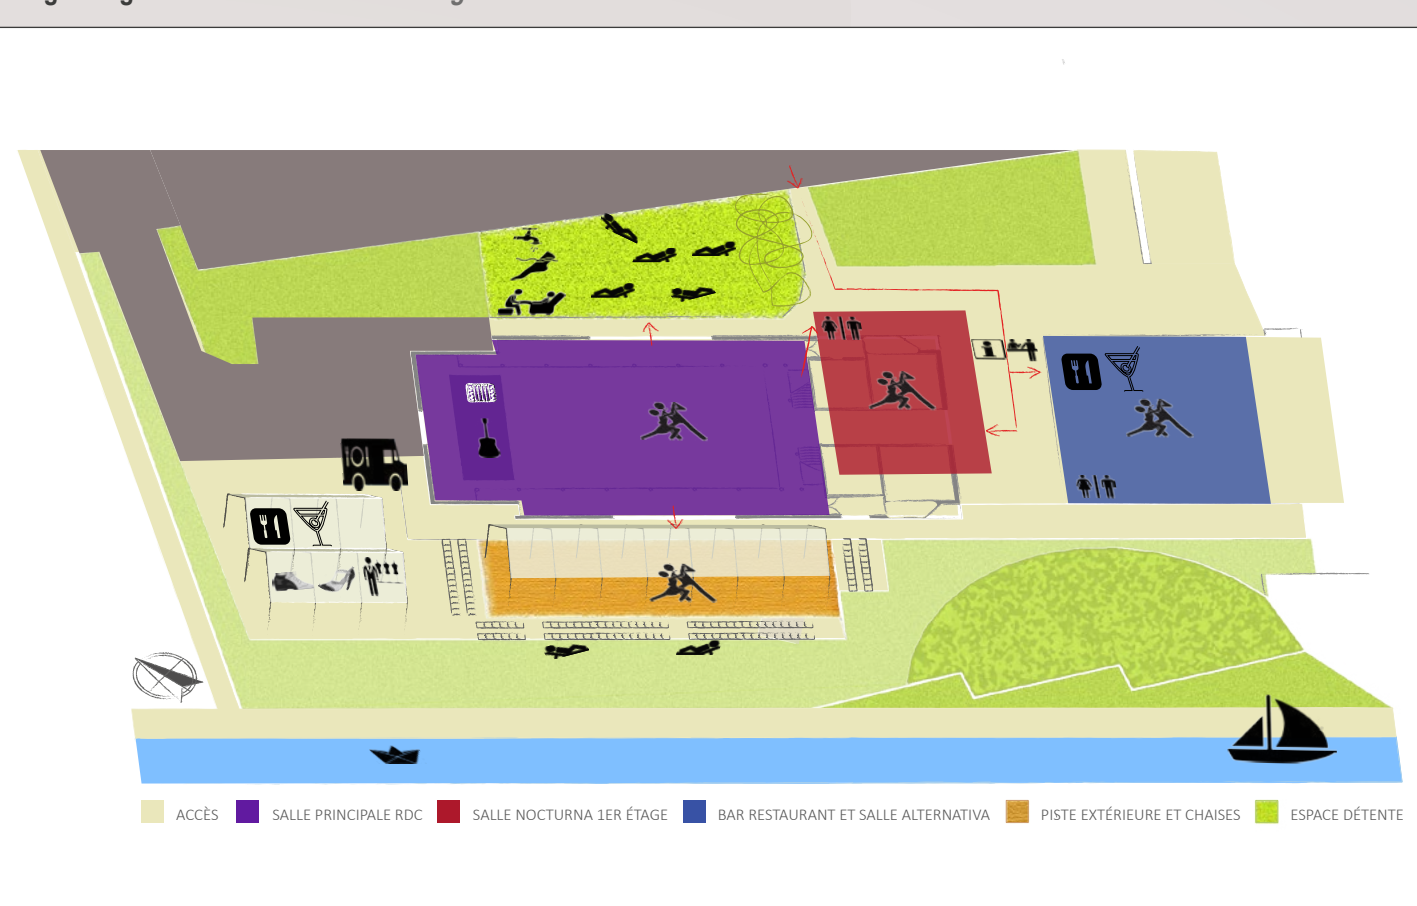 ACCÈS
SALLE PRINCIPALE RDC
SALLE NOCTURNA 1ER ÉTAGE
BAR RESTAURANT ET SALLE ALTERNATIVA
PISTE EXTÉRIEURE ET CHAISES
ESPACE DÉTENTE